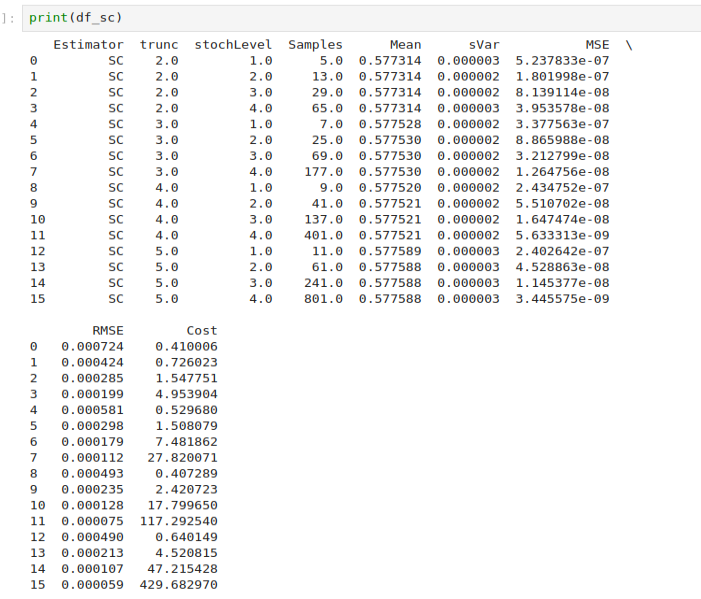 ]: print(df_sc)
Estimator trunc stochLevel Samples Mean sVar MSE \
0 SC 2.0 1.0 5.0 0.577314 0.000003 5.237833e-07
1 SC 2.0 2.0 13.0 0.577314 0.000002 1.801998e-07
2 SC 2.0 3.0 29.0 0.577314 0.000002 8.139114e-08
3 SC 2.0 4.0 65.0 0.577314 0.000003 3.953578e-08
4 SC 3.0 1.0 7.0 0.577528 0.000002 3.377563e-07
5 SC 3.0 2.0 25.0 0.577530 0.000002 8.865988e-08
6 SC 3.0 3.0 69.0 0.577530 0.000002 3.212799e-08
7 SC 3.0 4.0 177.0 0.577530 0.000002 1.264756e-08
8 SC 4.0 1.0 9.0 0.577520 0.000002 2.434752e-07
9 SC 4.0 2.0 41.0 0.577521 0.000002 5.510702e-08
10 SC 4.0 3.0 137.0 0.577521 0.000002 1.647474e-08
11 SC 4.0 4.0 401.0 0.577521 0.000002 5.633313e-09
12 SC 5.0 1.0 11.0 0.577589 0.000003 2.402642e-07
13 SC 5.0 2.0 61.0 0.577588 0.000003 4.528863e-08
14 SC 5.0 3.0 241.0 0.577588 0.000003 1.145377e-08
15 SC 5.0 4.0 801.0 0.577588 0.000003 3.445575e-09
RMSE Cost
0 0.000724 0.410006
1 0.000424 0.726023
2 0.000285 1.547751
3 0.000199 4.953904
4 0.000581 0.529680
5 0.000298 1.508079
6 0.000179 7.481862
7 0.000112 27.820071
8 0.000493 0.407289
9 0.000235 2.420723
10 0.000128 17.799650
11 0.000075 117.292540
12 0.000490 0.640149
13 0.000213 4.520815
14 0.000107 47.215428
15 0.000059 429.682970